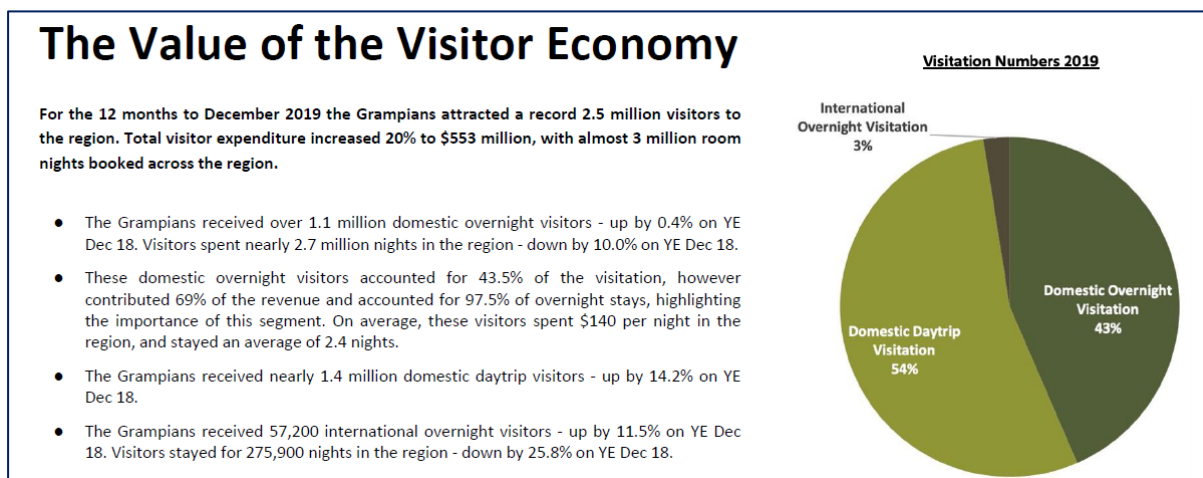 The Value of the Visitor Economy
For the 12 months to December 2019 the Grampians attracted a record 2.5 million visitors to
the region. Total visitor expenditure increased 20% to $553 million, with almost 3 million room
nights booked across the region.
● The Grampians received over 1.1 million domestic overnight visitors - up by 0.4% on YE
Dec 18. Visitors spent nearly 2.7 million nights in the region - down by 10.0% on YE Dec 18.
● These domestic overnight visitors accounted for 43.5% of the visitation, however
contributed 69% of the revenue and accounted for 97.5% of overnight stays, highlighting
the importance of this segment. On average, these visitors spent $140 per night in the
region, and stayed an average of 2.4 nights.
● The Grampians received nearly 1.4 million domestic daytrip visitors - up by 14.2% on YE
Dec 18.
● The Grampians received 57,200 international overnight visitors - up by 11.5% on YE Dec
18. Visitors stayed for 275,900 nights in the region - down by 25.8% on YE Dec 18.
Visitation Numbers 2019
International
Overnight Visitation
3%
Domestic Overnight
Visitation
43%
Domestic Daytrip
Visitation
54%